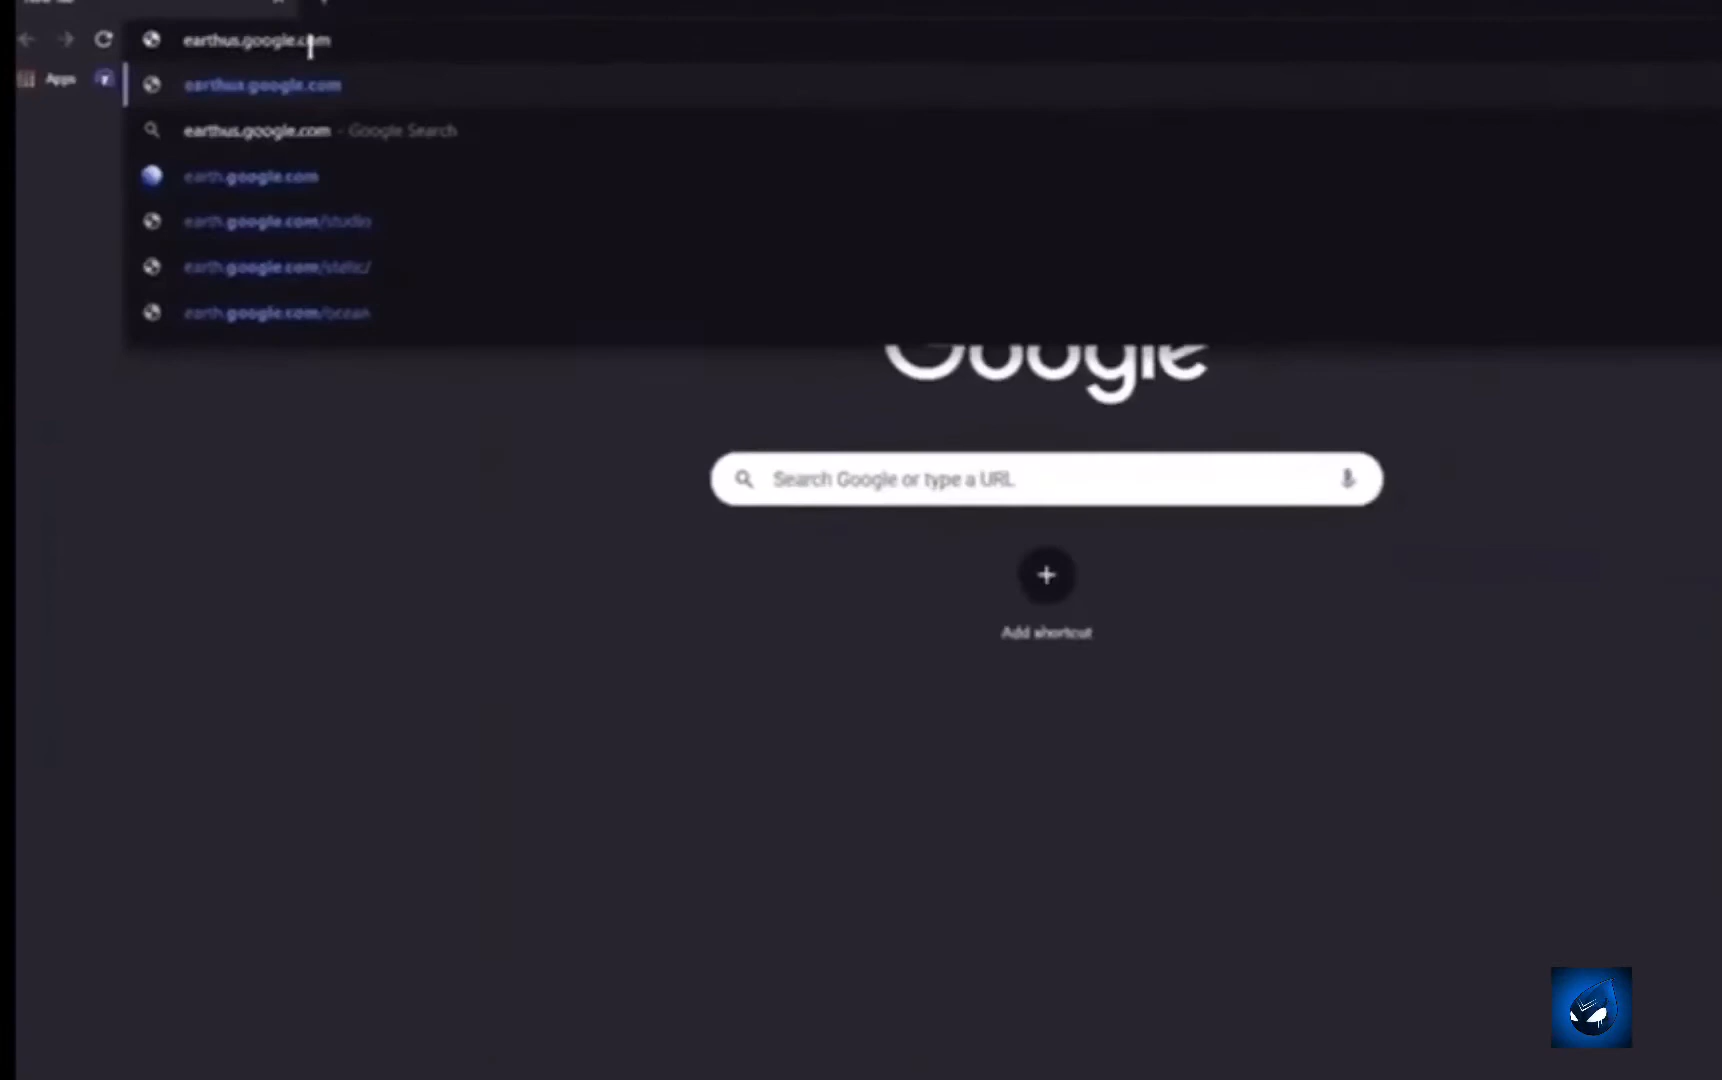 earthus.google.com
Apps
earthus.google.com
earthus.google.com - Google Search
earth.google.com
earth.google.com/studio
earth.google.com/static/
earth.google.com/ocean
Google
Search Google or type a URL
Add shortcut